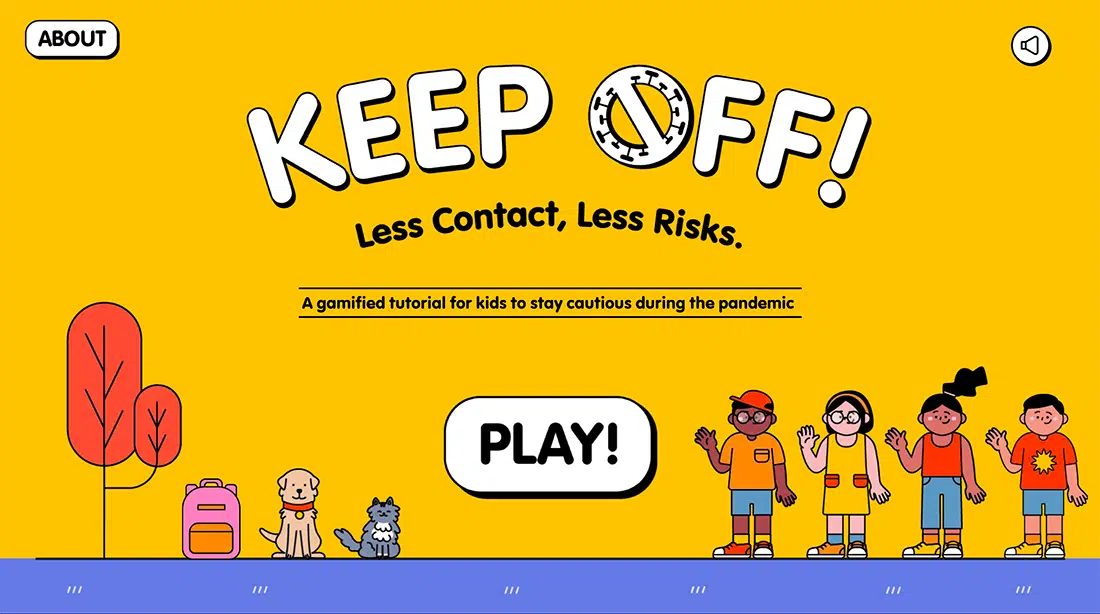 ABOUT
KEEP OFF!
Less Contact, Less Risks.
A gamified tutorial for kids to stay cautious during the pandemic
PLAY!